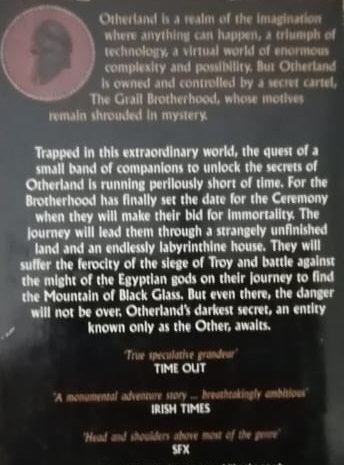 Otherland is a realm of the imagination
where anything can happen, a triumph of
technology, a virtual world of enormous
complexity and possibility. But Otherland
is owned and controlled by a secret cartel,
The Grail Brotherhood, whose motives
remain shrouded in mystery.
Trapped in this extraordinary world, the quest of a
small band of companions to unlock the secrets of
Otherland is running perilously short of time. For the
Brotherhood has finally set the date for the Ceremony
when they will make their bid for immortality. The
journey will lead them through a strangely unfinished
land and an endlessly labyrinthine house. They will
suffer the ferocity of the siege of Troy and battle against
the might of the Egyptian gods on their journey to find
the Mountain of Black Glass. But even there, the danger
will not be over. Otherland's darkest secret, an entity
known only as the Other, awaits.
'True speculative grandeur'
TIME OUT
'A monumental adventure story ... breathtakingly ambitious'
IRISH TIMES
'Head and shoulders above most of the genre'
SFX